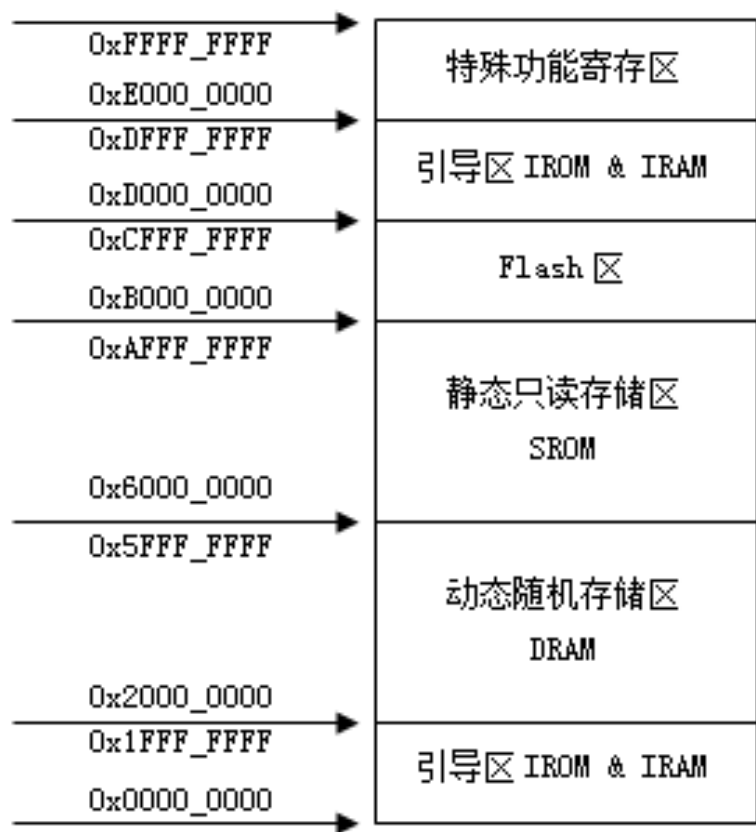 0xFFFF_FFFF
特殊功能寄存区
0xE000_0000
0xDFFF_FFFF
引导区 IROM & IRAM
0xD000_0000
0xCFFF_FFFF
Flash 区
0xB000_0000
0xAFFF_FFFF
静态只读存储区
SROM
0x6000_0000
0x5FFF_FFFF
动态随机存储区
DRAM
0x2000_0000
0x1FFF_FFFF
引导区 IROM & IRAM
0x0000_0000